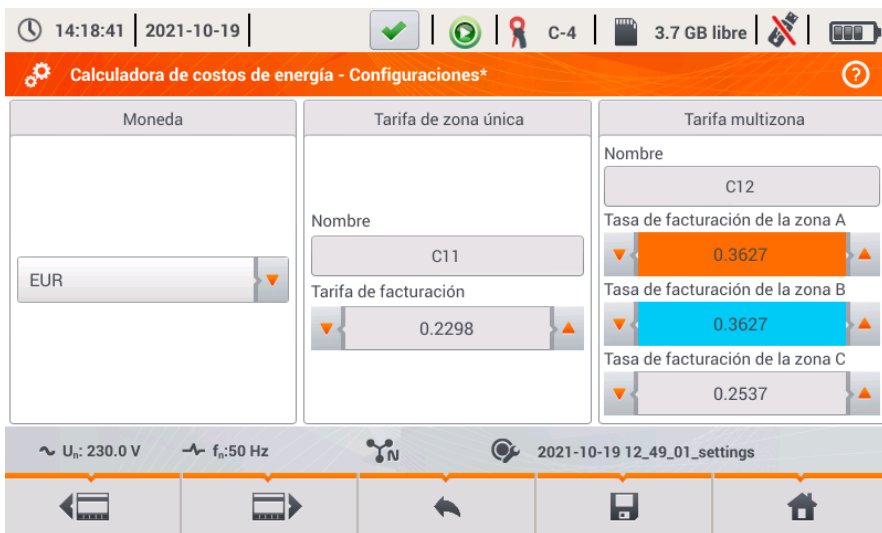 14:18:41 2021-10-19 C-4 3.7 GB libre
Calculadora de costos de energía - Configuraciones*
Moneda
EUR
Tarifa de zona única
Nombre
C11
Tarifa de facturación
0.2298
Tarifa multizona
Nombre
C12
Tasa de facturación de la zona A
0.3627
Tasa de facturación de la zona B
0.3627
Tasa de facturación de la zona C
0.2537
Un: 230.0 V fn:50 Hz N 2021-10-19 12_49_01_settings